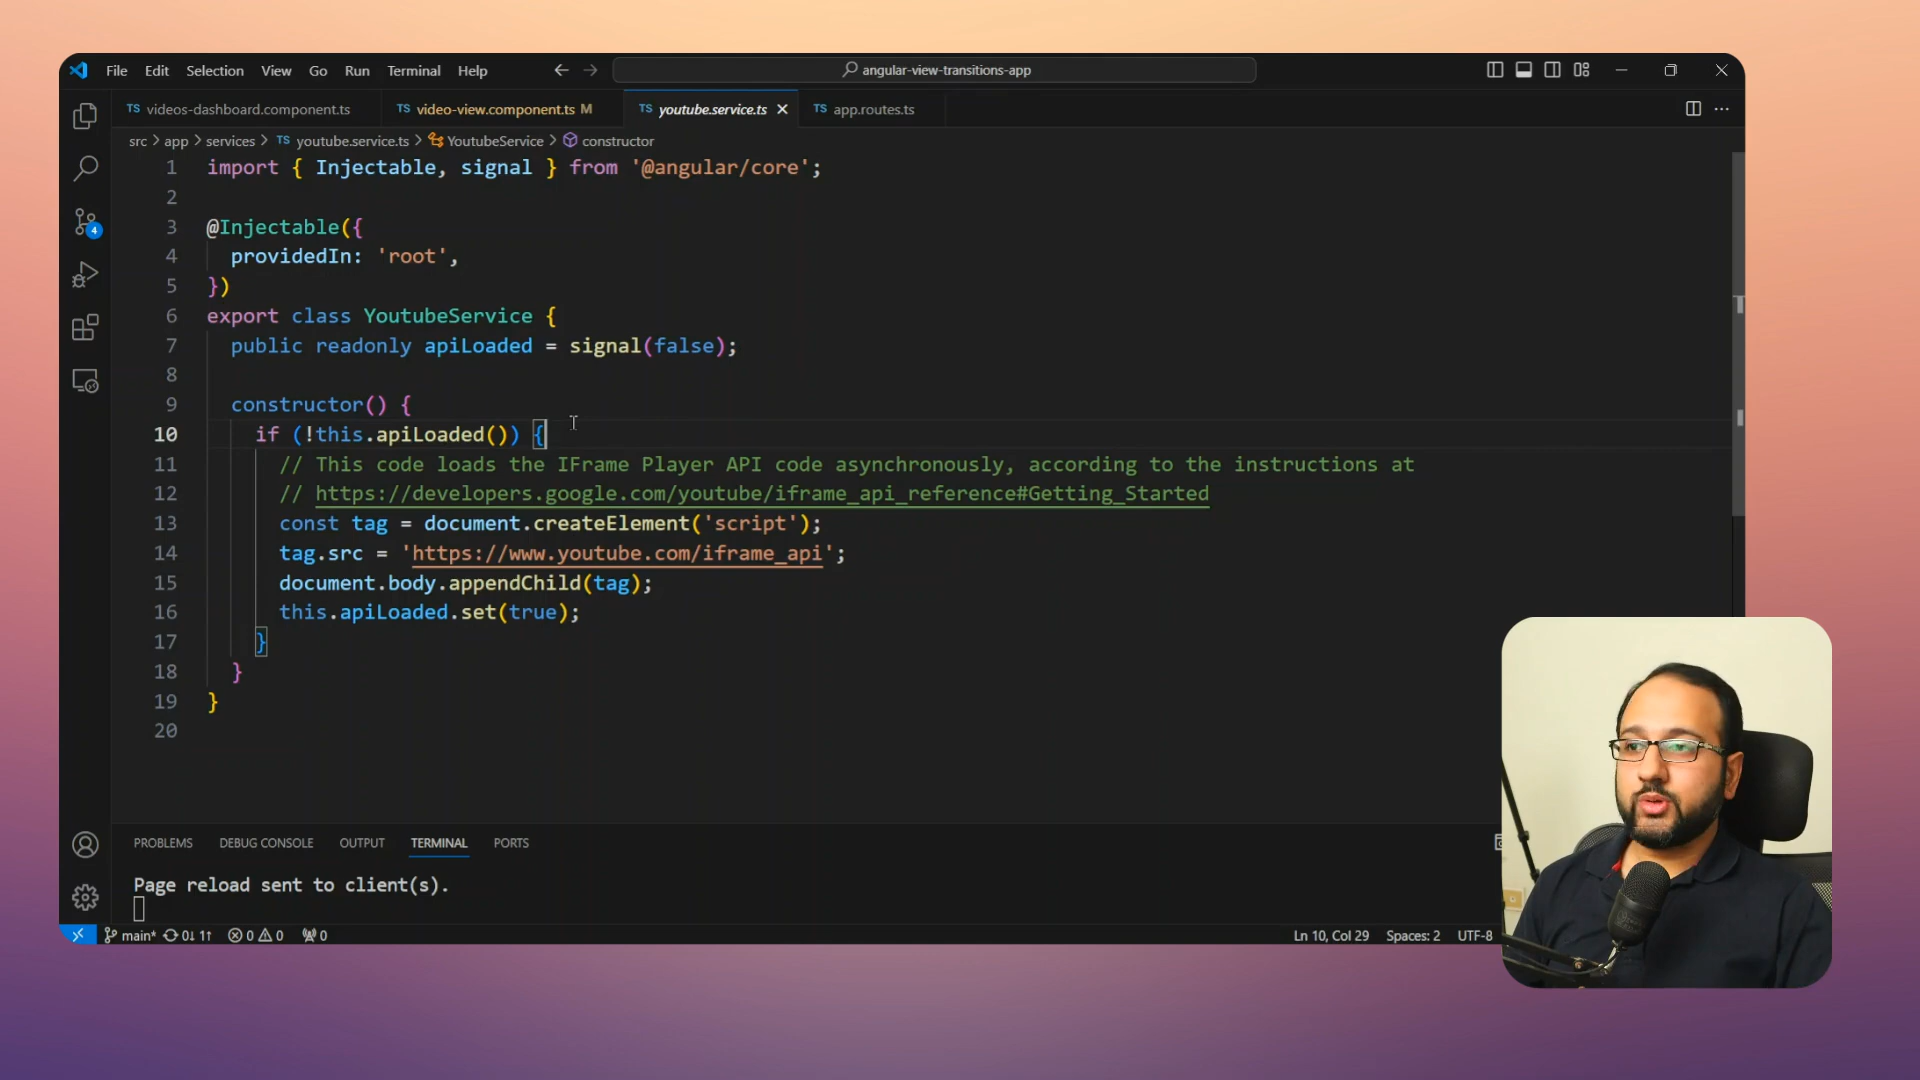 File Edit Selection View Go Run Terminal Help
angular-view-transitions-app
TS videos-dashboard.component.ts TS video-view.component.ts M TS youtube.service.ts TS app.routes.ts
src > app > services > TS youtube.service.ts > YoutubeService > constructor
1 import { Injectable, signal } from '@angular/core';
2
3 @Injectable({
4 providedIn: 'root',
5 })
6 export class YoutubeService {
7 public readonly apiLoaded = signal(false);
8
9 constructor() {
10 if (!this.apiLoaded()) {
11 // This code loads the IFrame Player API code asynchronously, according to the instructions at
12 // https://developers.google.com/youtube/iframe_api_reference#Getting_Started
13 const tag = document.createElement('script');
14 tag.src = 'https://www.youtube.com/iframe_api';
15 document.body.appendChild(tag);
16 this.apiLoaded.set(true);
17 }
18 }
19 }
20
4
PROBLEMS DEBUG CONSOLE OUTPUT TERMINAL PORTS
Page reload sent to client(s).
main* 0↓ 1↑ 0 0 0 Ln 10, Col 29 Spaces: 2 UTF-8